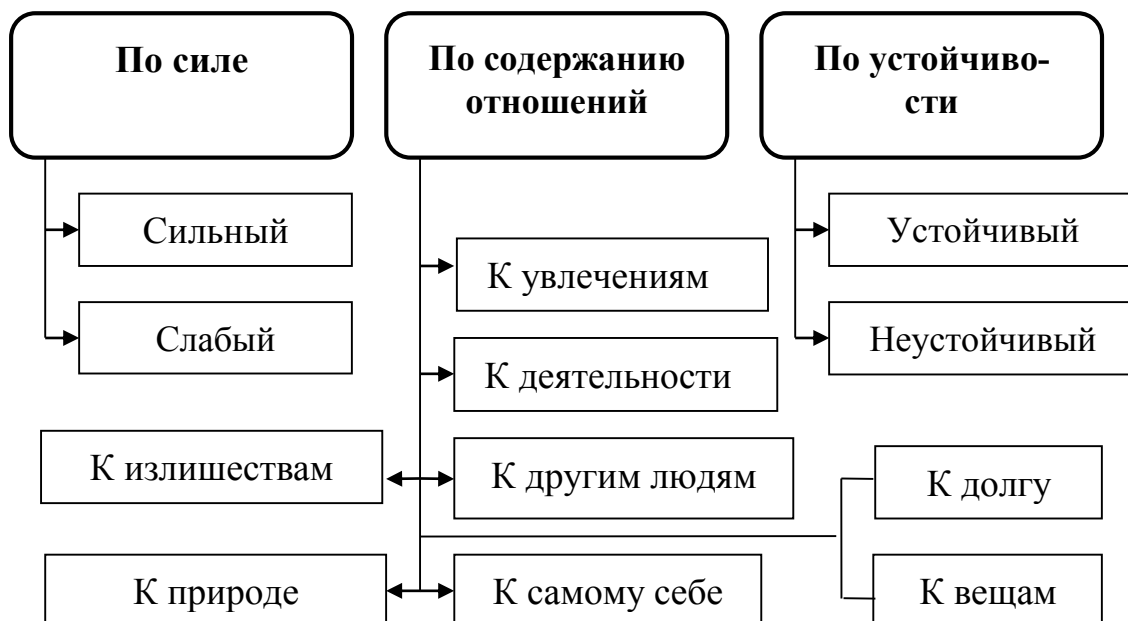 По силе
По содержанию
отношений
По устойчиво-
сти
Сильный
Слабый
К увлечениям
К деятельности
К другим людям
К самому себе
К излишествам
К природе
Устойчивый
Неустойчивый
К долгу
К вещам